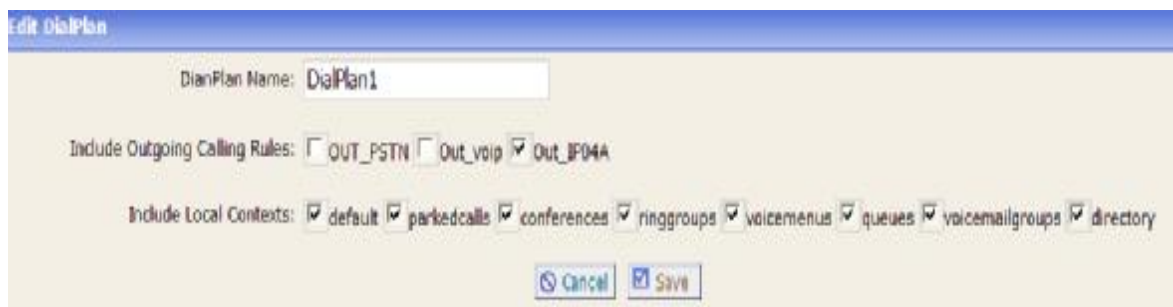 Edit DialPlan
DianPlan Name: DialPlan1
Include Outgoing Calling Rules: OUT_PSTN Out_voip Out_IP04A
Include Local Contexts: default parkedcalls conferences ringgroups voicemenus queues voicemailgroups directory
Cancel Save